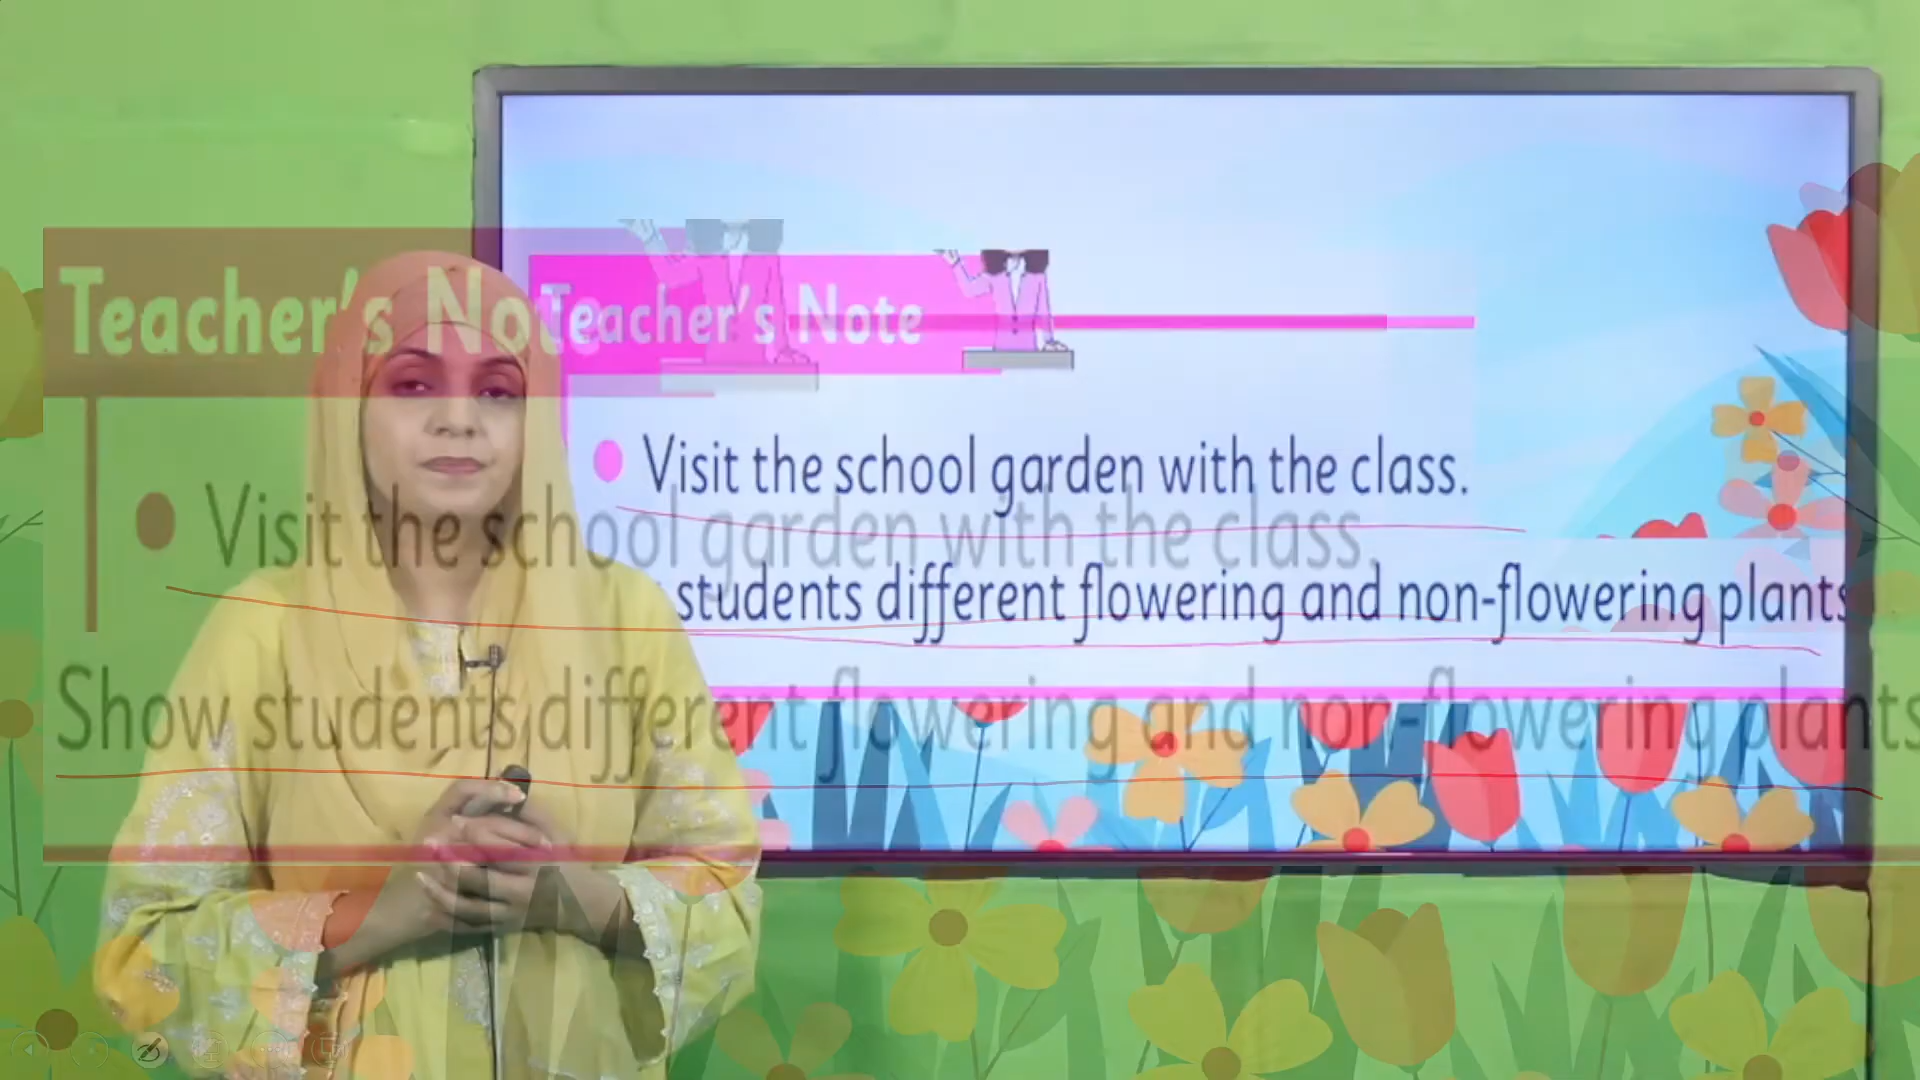 Teacher's Note
Teacher's Note
Visit the school garden with the class.
Visit the school garden with the class.
students different flowering and non-flowering plants
Show students different flowering and non-flowering plants